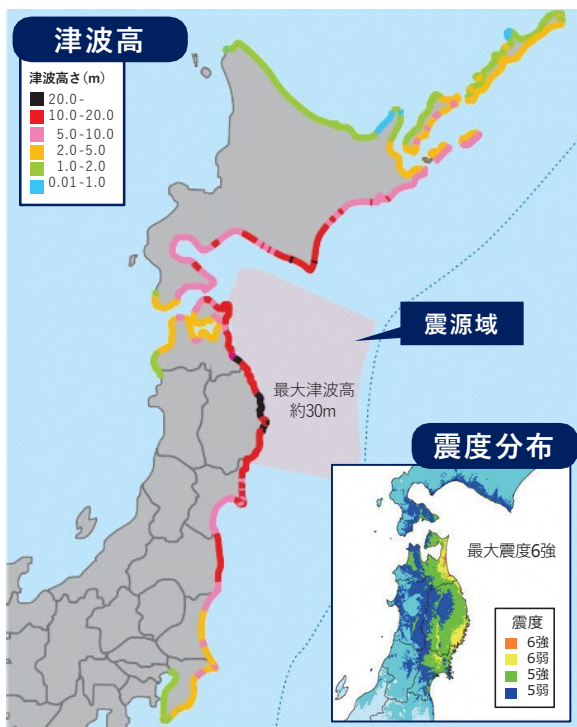 津波高
津波高さ(m)
20.0-
10.0-20.0
5.0-10.0
2.0-5.0
1.0-2.0
0.01-1.0
震源域
最大津波高
約30m
震度分布
最大震度6強
震度
6強
6弱
5強
5弱